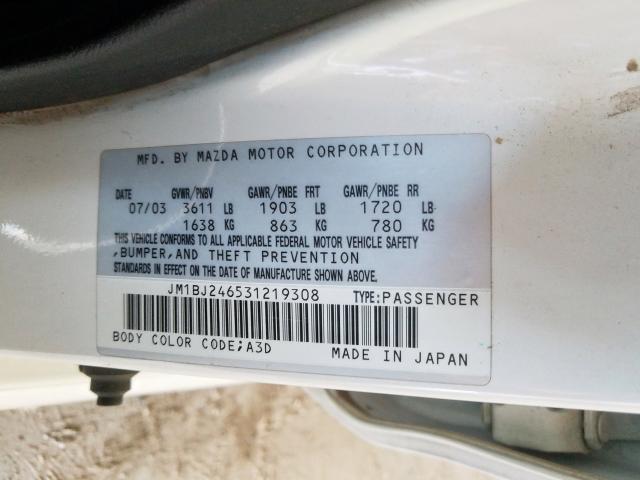 MFD. BY MAZDA MOTOR CORPORATION
DATE GVWR/PNBV GAWR/PNBE FRT GAWR/PNBE RR
07/03 3611 LB 1903 LB 1720 LB
1638 KG 863 KG 780 KG
THIS VEHICLE CONFORMS TO ALL APPLICABLE FEDERAL MOTOR VEHICLE SAFETY
,BUMPER,AND THEFT PREVENTION
STANDARDS IN EFFECT ON THE DATE OF MANUFACTURE SHOWN ABOVE.
JM1BJ246531219308 TYPE:PASSENGER
BODY COLOR CODE;A3D MADE IN JAPAN